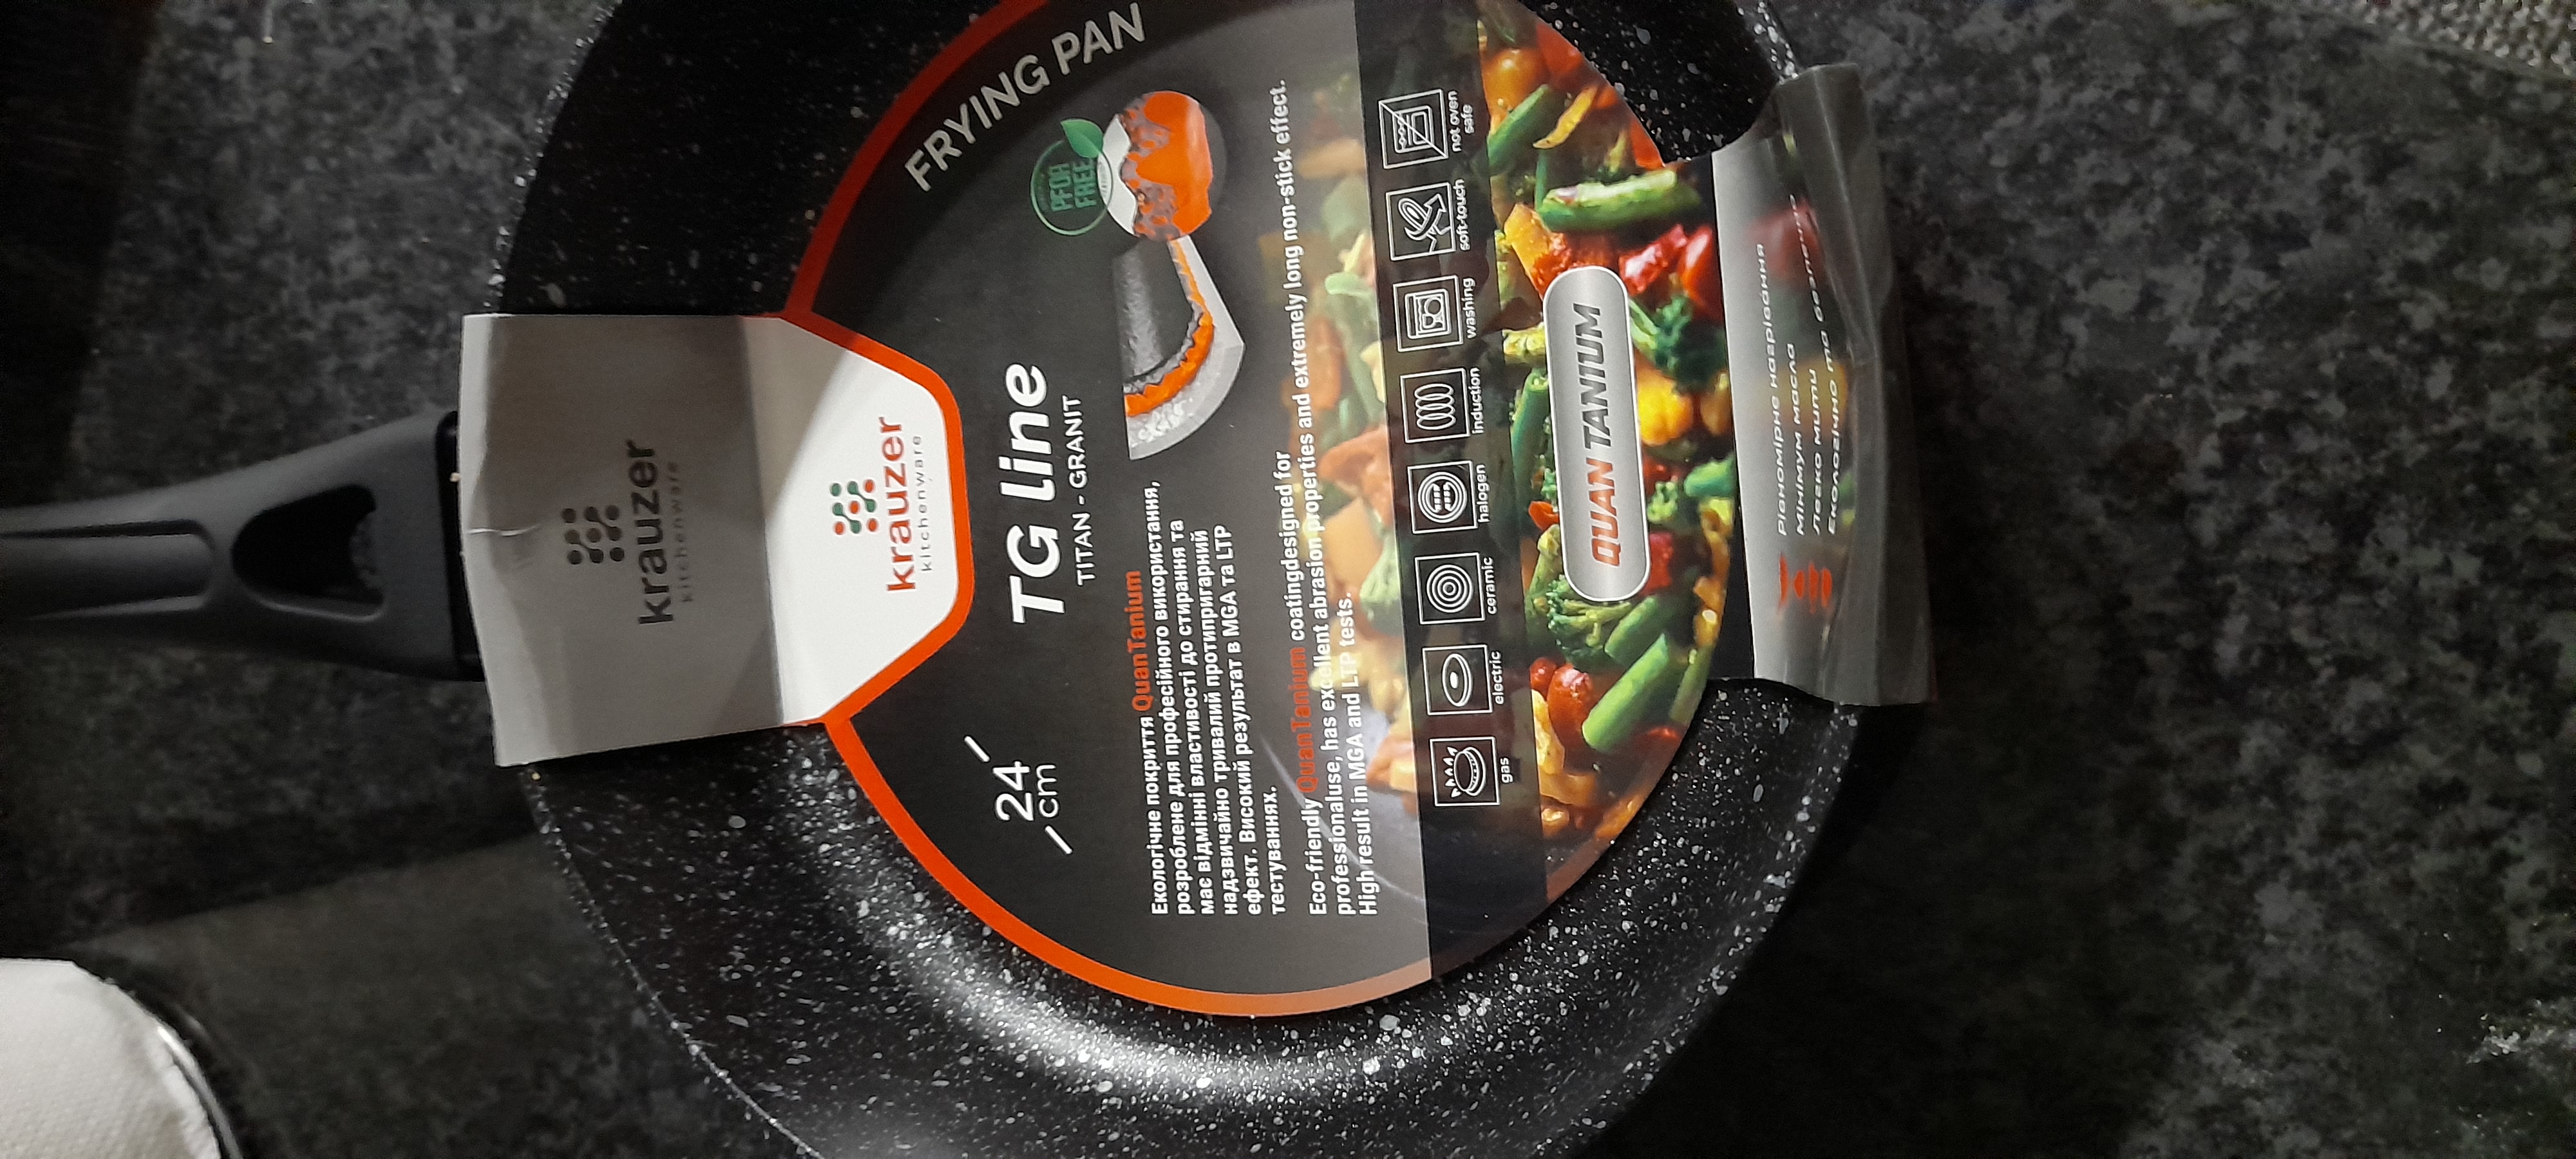 krauzer
kitchenware
krauzer
kitchenware
FRYING PAN
24
cm
TG line
TITAN - GRANIT
PFOA
FREE
Екологічне покриття QuanTanium
розроблене для професійного використання,
має відмінні властивості до стирання та
надзвичайно тривалий протипригарний
ефект. Високий результат в MGA та LTP
тестуваннях.
Eco-friendly QuanTanium coatingdesigned for
professionaluse, has excellent abrasion properties and extremely long non-stick effect.
High result in MGA and LTP tests.
gas
electric
ceramic
halogen
induction
washing
soft-touch
not oven
safe
QUANTANIUM
Рівномірне нагрівання
Мінімум масла
Легко мити
Екологічно та безпечно